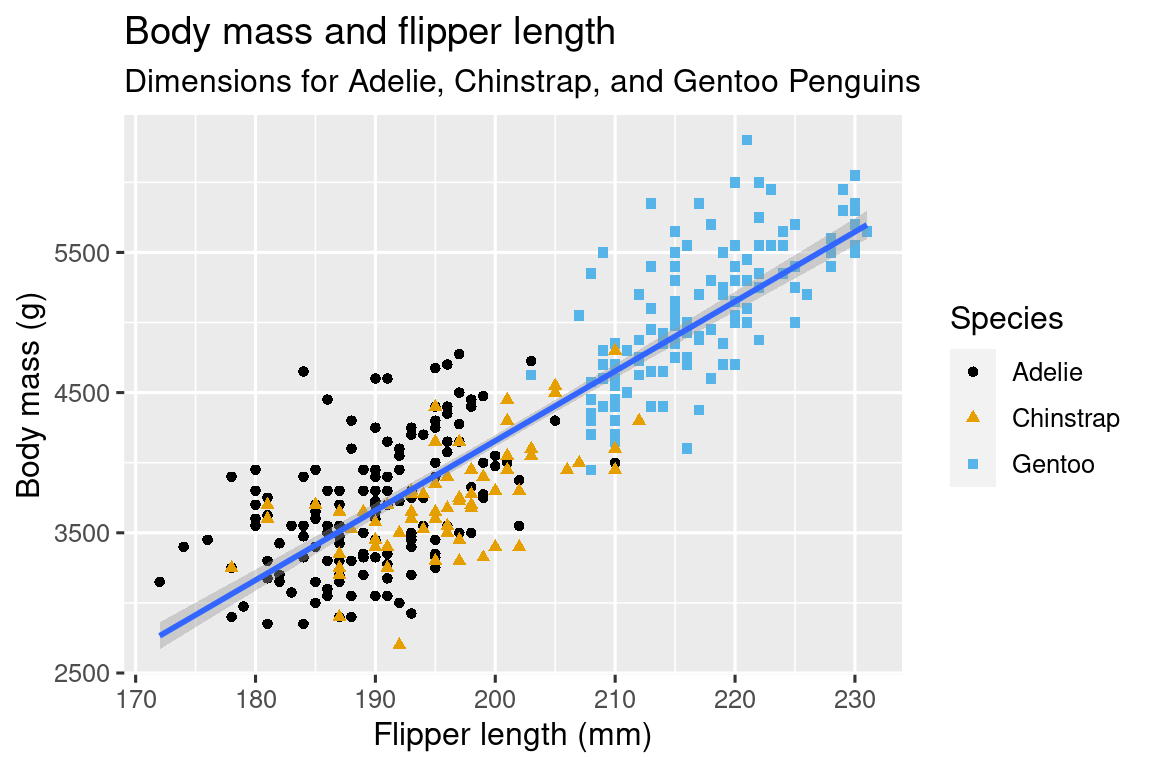 Body mass and flipper length
Dimensions for Adelie, Chinstrap, and Gentoo Penguins
Body mass (g)
5500
4500
3500
2500
170 180 190 200 210 220 230
Flipper length (mm)
Species
Adelie
Chinstrap
Gentoo